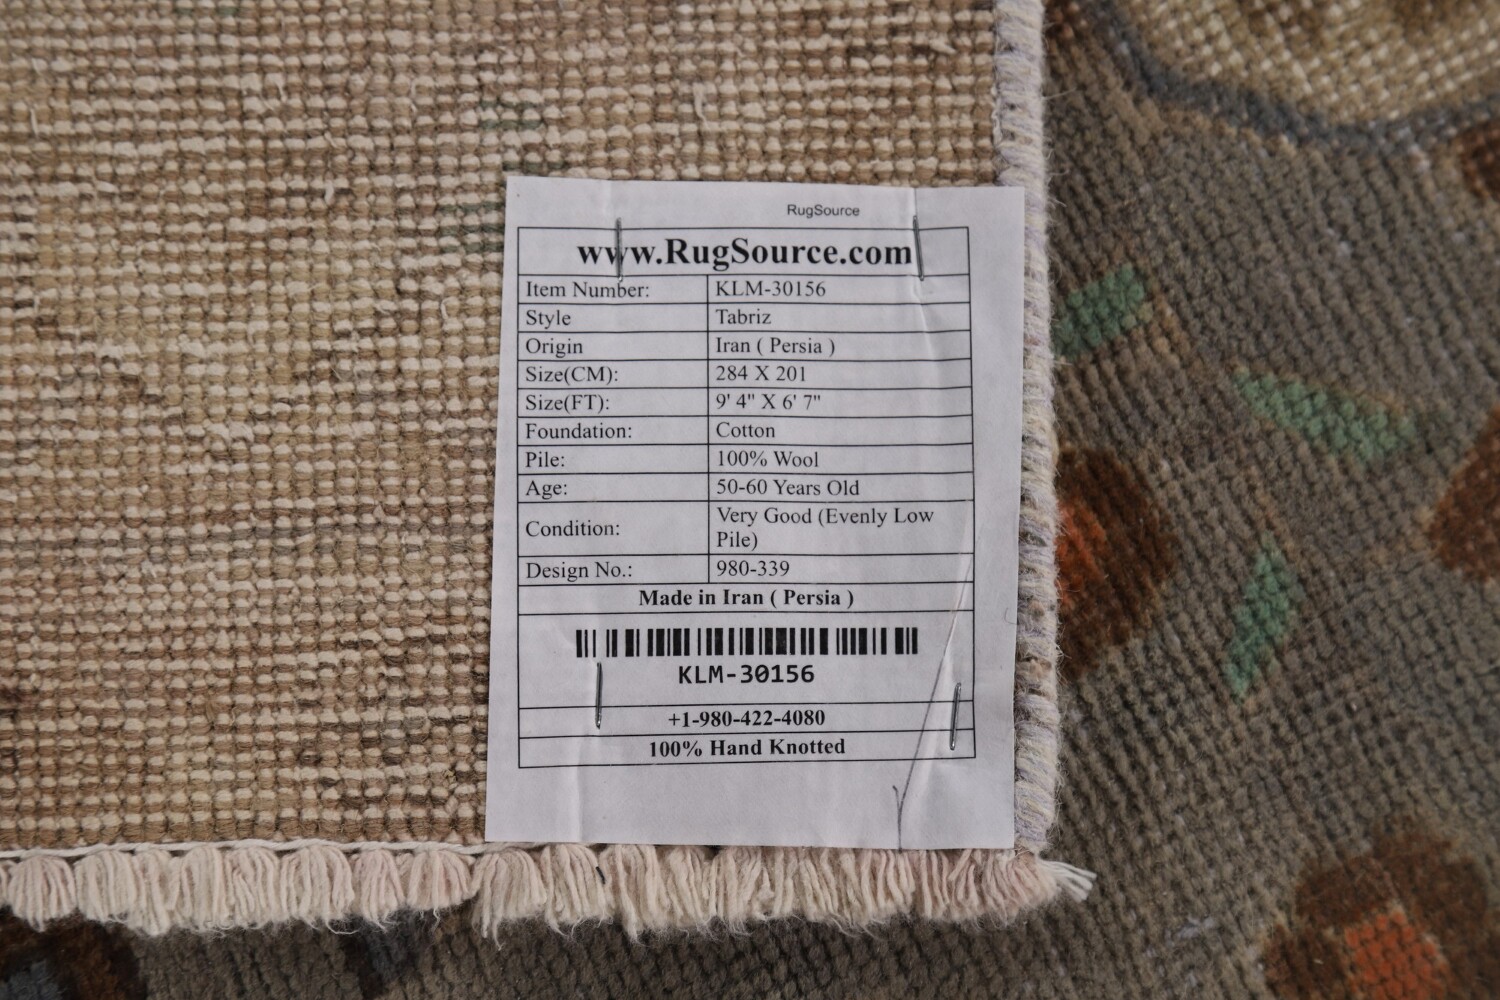 RugSource
www.RugSource.com
Item Number: KLM-30156
Style Tabriz
Origin Iran ( Persia )
Size(CM): 284 X 201
Size(FT): 9' 4" X 6' 7"
Foundation: Cotton
Pile: 100% Wool
Age: 50-60 Years Old
Condition: Very Good (Evenly Low
Pile)
Design No.: 980-339
Made in Iran ( Persia )
KLM-30156
+1-980-422-4080
100% Hand Knotted